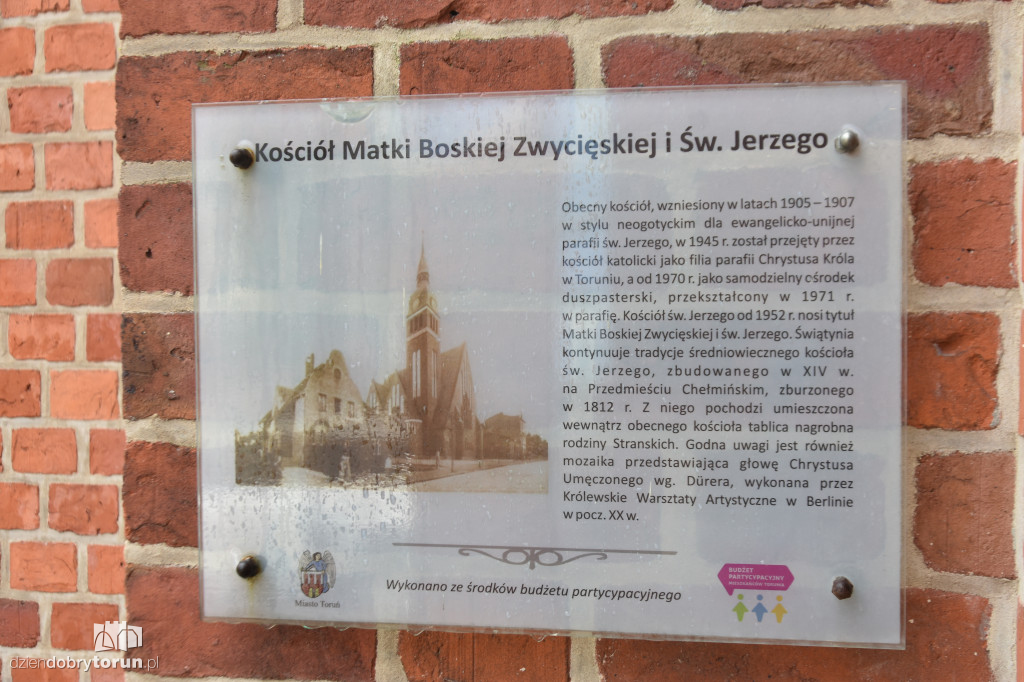 Kościół Matki Boskiej Zwycięskiej i Św. Jerzego
Obecny kościół, wzniesiony w latach 1905 – 1907
w stylu neogotyckim dla ewangelicko-unijnej
parafii św. Jerzego, w 1945 r. został przejęty przez
kościół katolicki jako filia parafii Chrystusa Króla
w Toruniu, a od 1970 r. jako samodzielny ośrodek
duszpasterski, przekształcony w 1971 r.
w parafię. Kościół św. Jerzego od 1952 r. nosi tytuł
Matki Boskiej Zwycięskiej i św. Jerzego. Świątynia
kontynuuje tradycje średniowiecznego kościoła
św. Jerzego, zbudowanego w XIV w.
na Przedmieściu Chełmińskim, zburzonego
w 1812 r. Z niego pochodzi umieszczona
wewnątrz obecnego kościoła tablica nagrobna
rodziny Stranskich. Godna uwagi jest również
mozaika przedstawiająca głowę Chrystusa
Umęczonego wg. Dürera, wykonana przez
Królewskie Warsztaty Artystyczne w Berlinie
w pocz. XX w.
Miasto Toruń
Wykonano ze środków budżetu partycypacyjnego
BUDŻET
PARTYCYPACYJNY
dziendobrytorun.pl